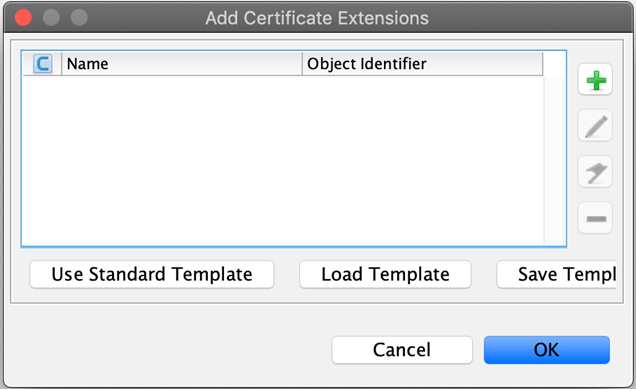 Add Certificate Extensions
C Name Object Identifier
Use Standard Template Load Template Save Templ
Cancel OK